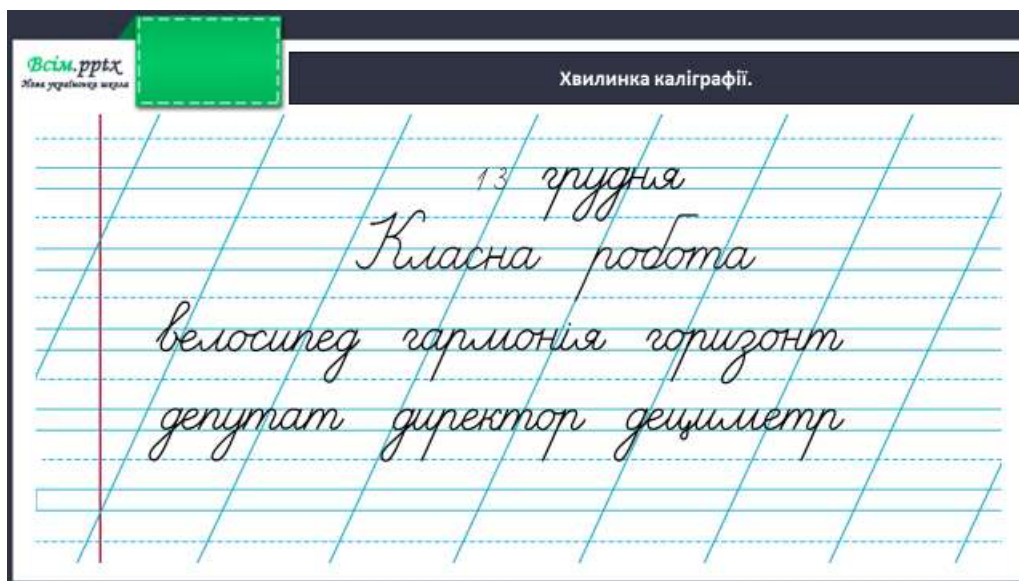 Всім.pptx
Нова українська школа
Хвилинка каліграфії.
13 грудня
Класна робота
велосипед гармонія горизонт
депутат директор дециметр